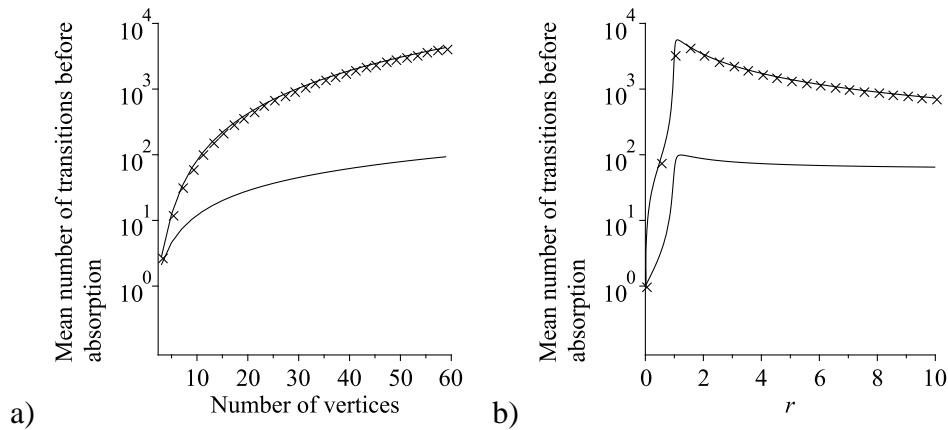 Mean number of transitions before
absorption
10^4
10^3
10^2
10^1
10^0
10 20 30 40 50 60
Number of vertices
a)
Mean number of transitions before
absorption
10^4
10^3
10^2
10^1
10^0
0 2 4 6 8 10
r
b)